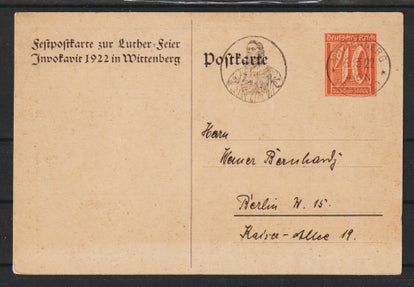 Festpostkarte zur Luther-Feier
Invokavit 1922 in Wittenberg
Postkarte
Deutsches Reich
40
Herrn
Werner Bernhardy
Berlin W. 15.
Kaiser-Allee 19.